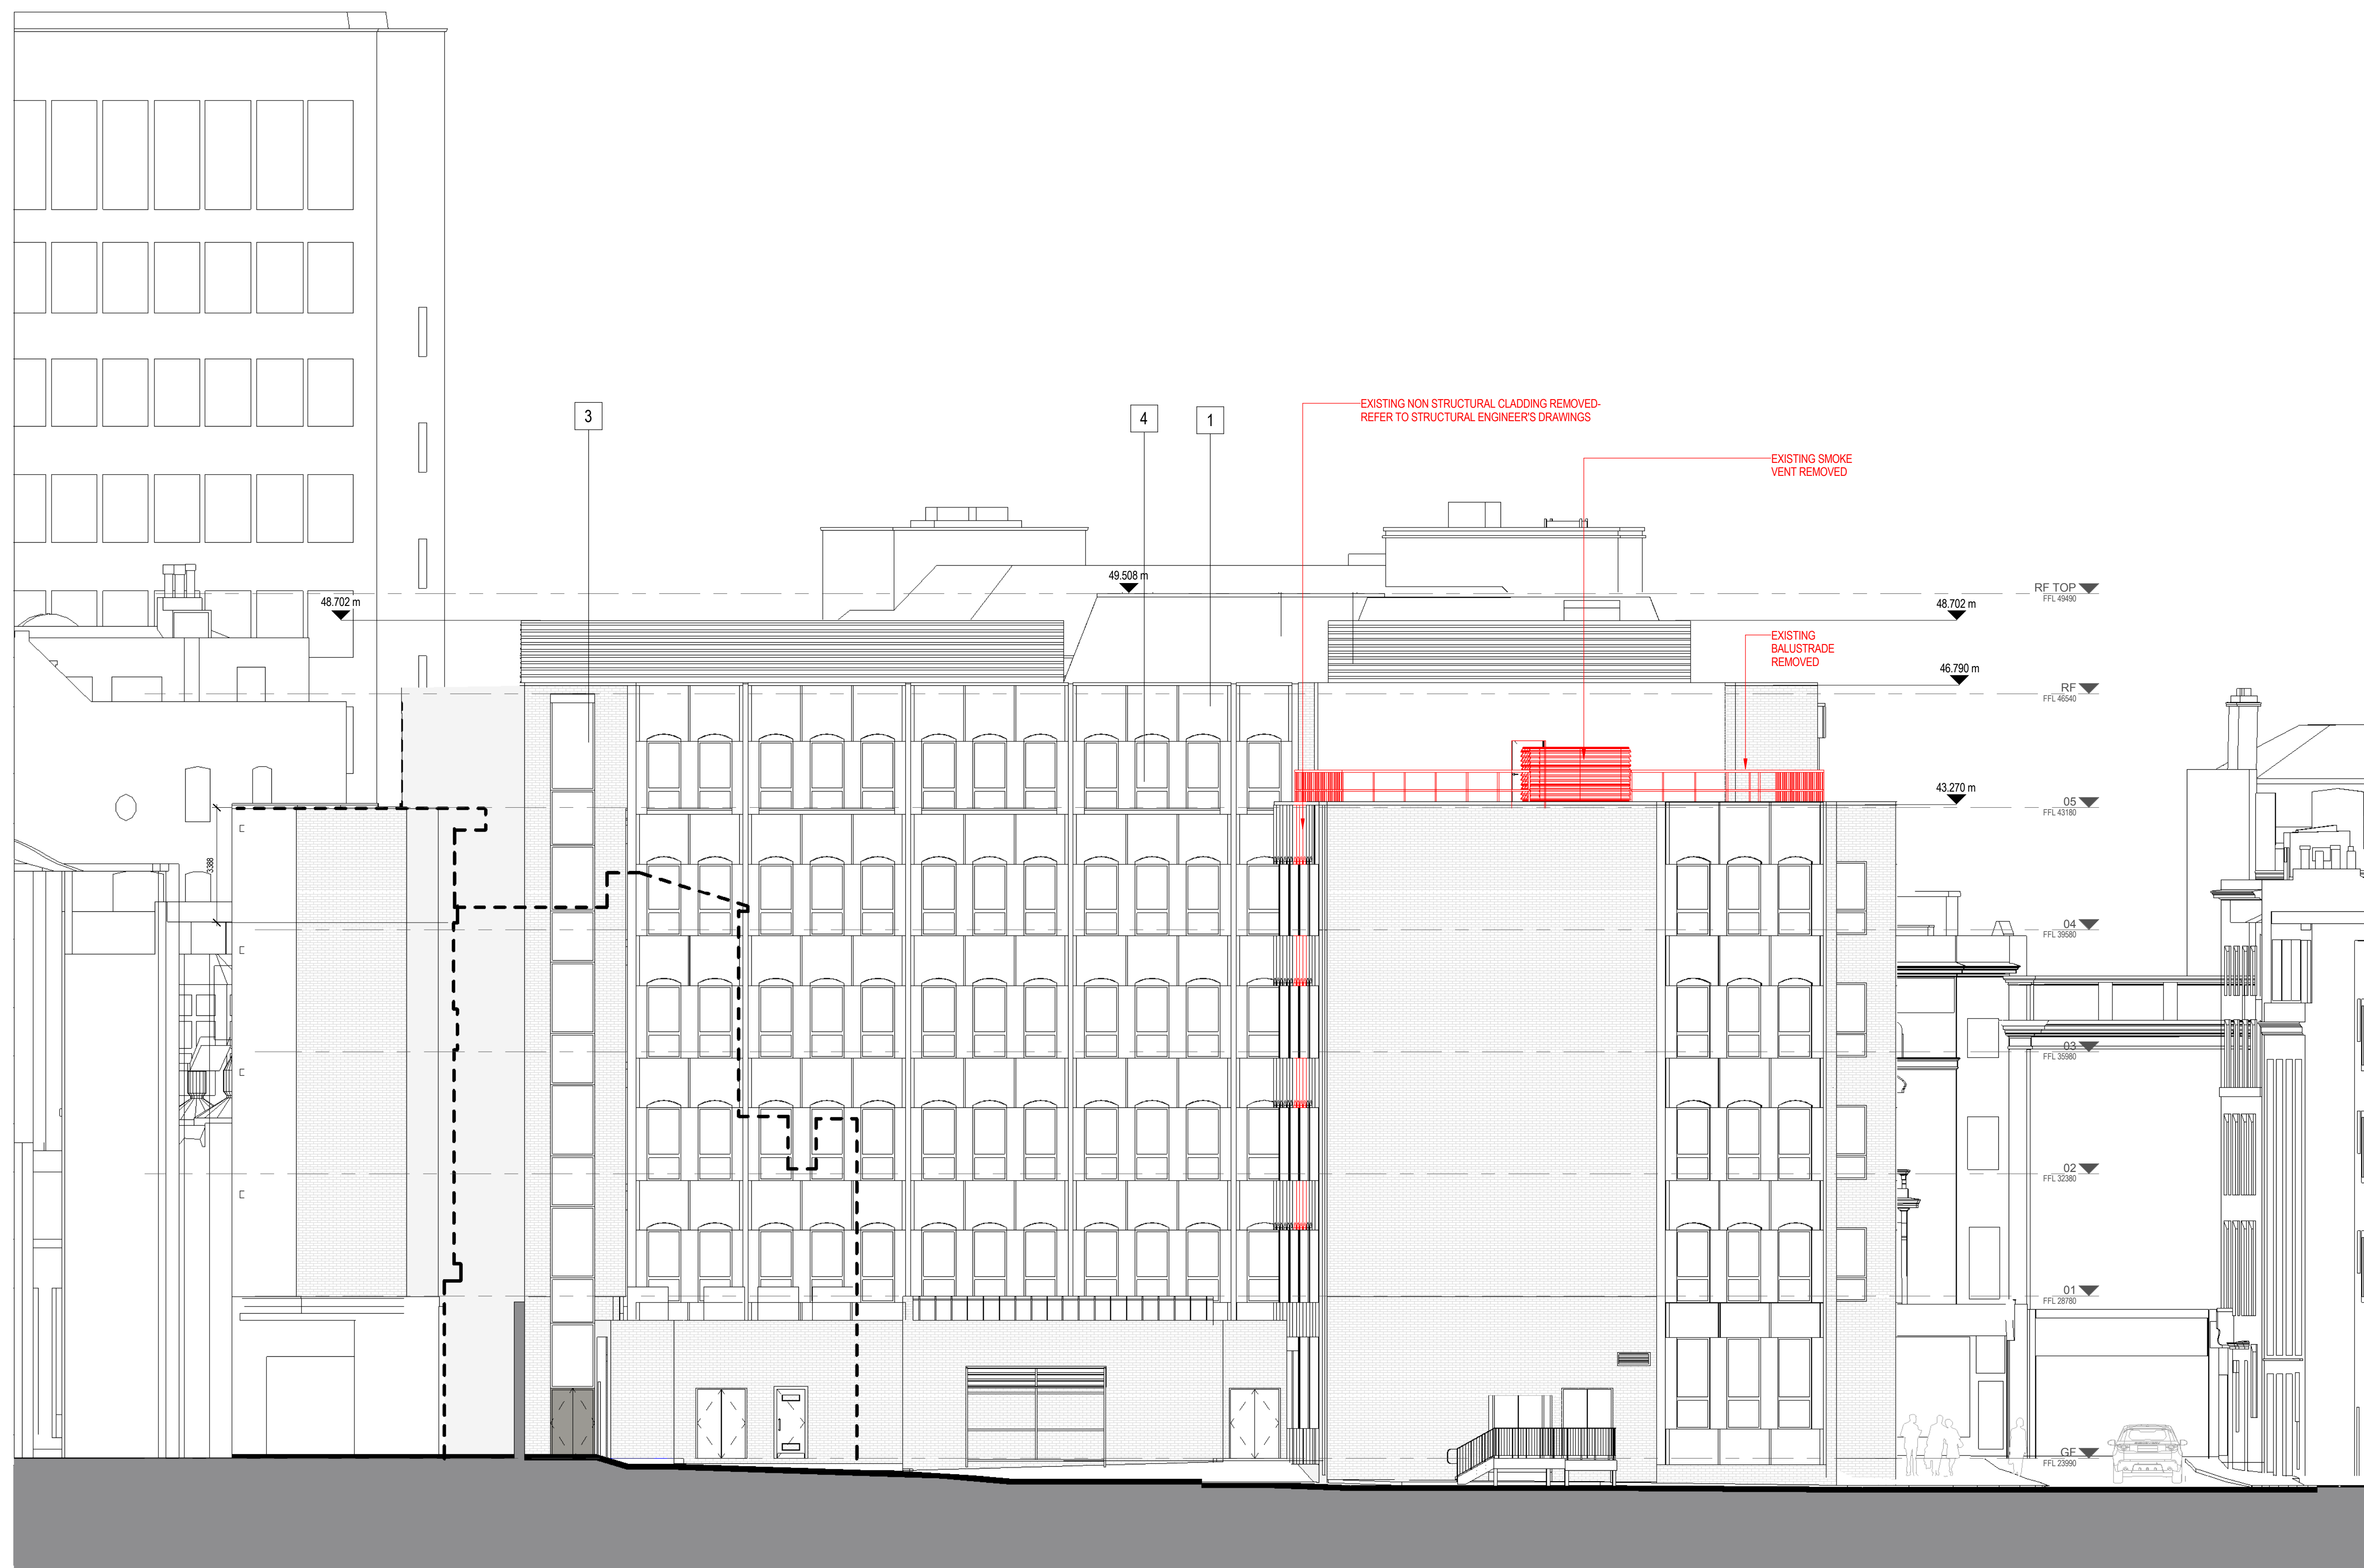 3
4
1
EXISTING NON STRUCTURAL CLADDING REMOVED-
REFER TO STRUCTURAL ENGINEER'S DRAWINGS
EXISTING SMOKE
VENT REMOVED
49.508 m
48.702 m
48.702 m
RF TOP
FFL 49490
EXISTING
BALUSTRADE
REMOVED
46.790 m
RF
FFL 46540
43.270 m
05
FFL 43180
3388
04
FFL 39580
03
FFL 35980
02
FFL 32380
01
FFL 28780
GF
FFL 23990